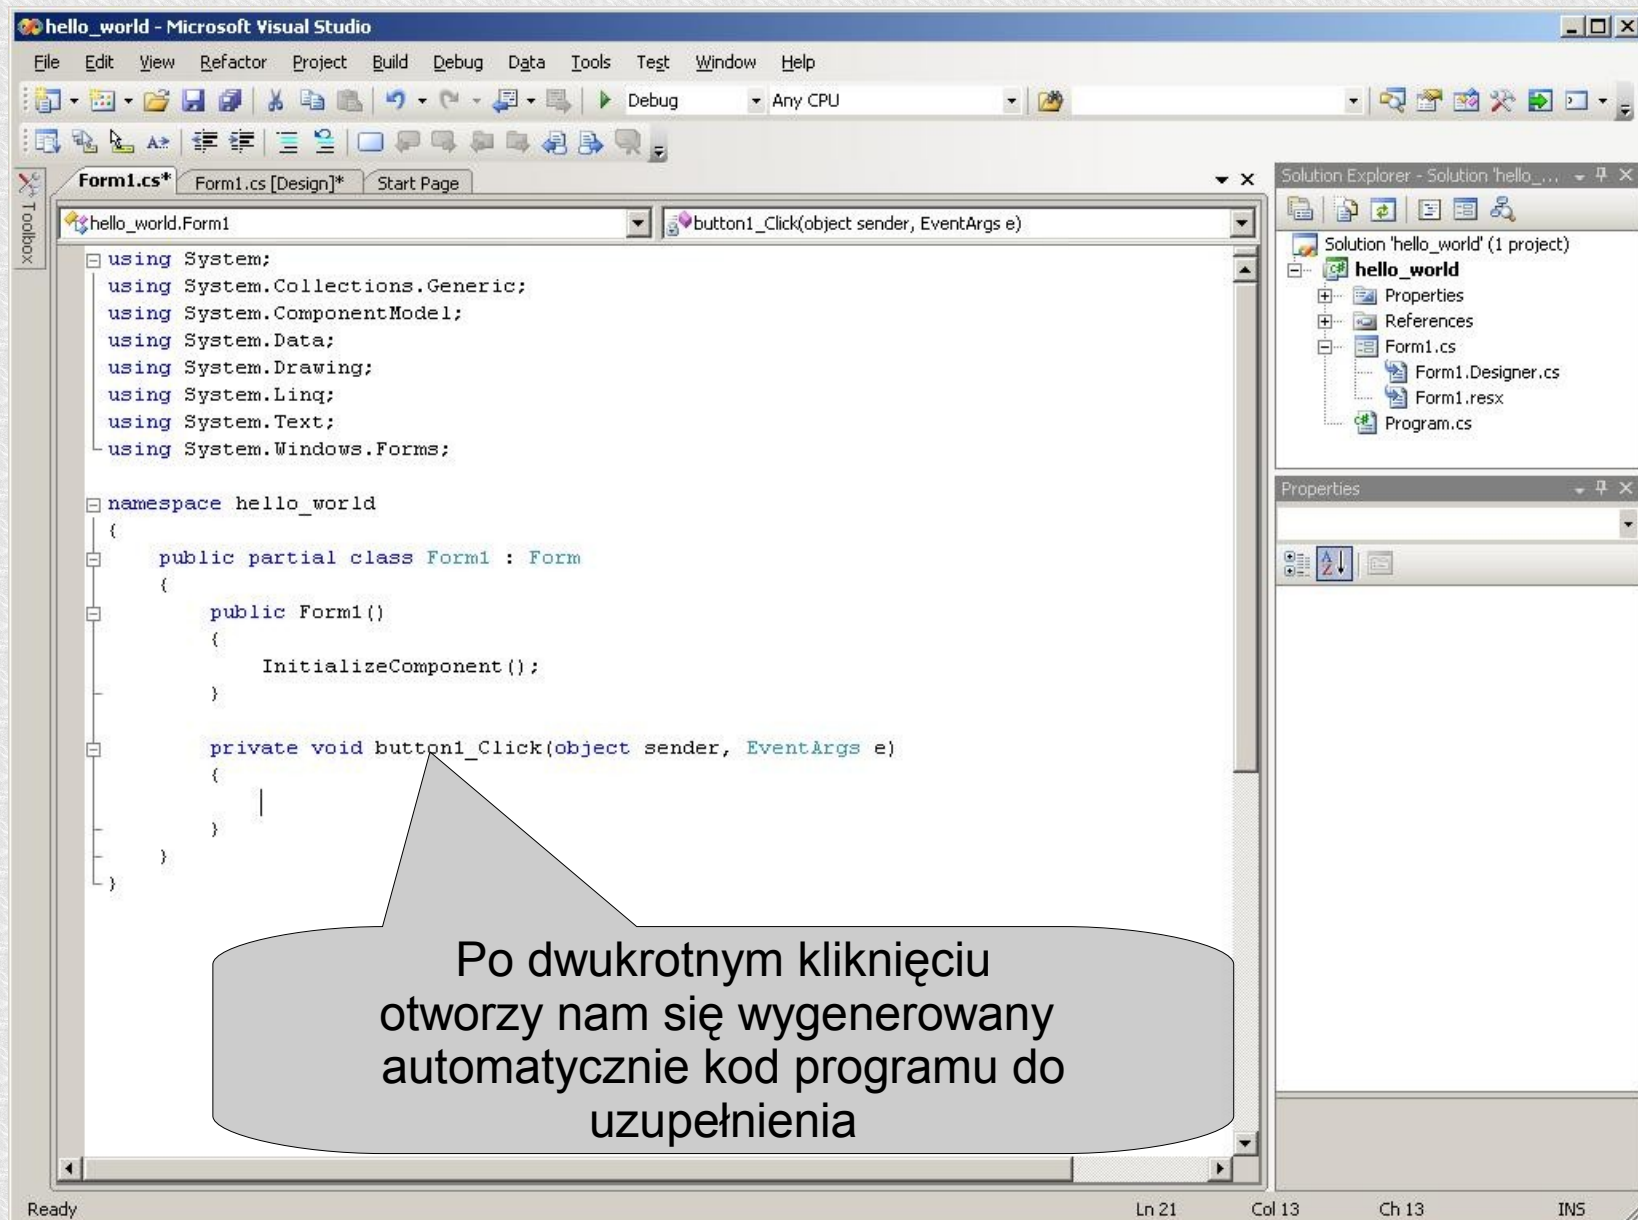 hello_world - Microsoft Visual Studio
File Edit View Refactor Project Build Debug Data Tools Test Window Help
Debug Any CPU
Form1.cs* Form1.cs [Design]* Start Page
Toolbox
hello_world.Form1 button1_Click(object sender, EventArgs e)
using System;
using System.Collections.Generic;
using System.ComponentModel;
using System.Data;
using System.Drawing;
using System.Linq;
using System.Text;
using System.Windows.Forms;
namespace hello_world
{
public partial class Form1 : Form
{
public Form1()
{
InitializeComponent();
}
private void button1_Click(object sender, EventArgs e)
{
}
}
}
Po dwukrotnym kliknięciu
otworzy nam się wygenerowany
automatycznie kod programu do
uzupełnienia
Solution Explorer - Solution 'hello_...
Solution 'hello_world' (1 project)
hello_world
Properties
References
Form1.cs
Form1.Designer.cs
Form1.resx
Program.cs
Properties
Ready Ln 21 Col 13 Ch 13 INS